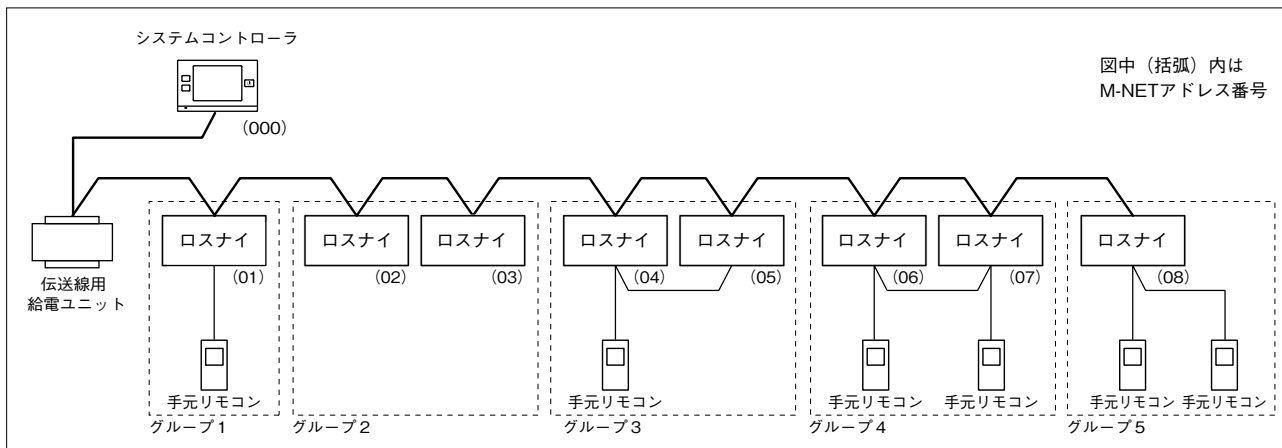 システムコントローラ
(000)
図中（括弧）内は
M-NETアドレス番号
伝送線用
給電ユニット
ロスナイ
(01)
ロスナイ
(02)
ロスナイ
(03)
ロスナイ
(04)
ロスナイ
(05)
ロスナイ
(06)
ロスナイ
(07)
ロスナイ
(08)
手元リモコン
手元リモコン
手元リモコン
手元リモコン
手元リモコン
手元リモコン
グループ1
グループ2
グループ3
グループ4
グループ5